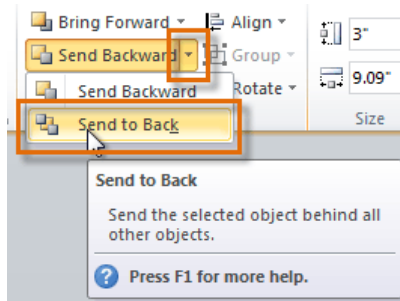 Bring Forward Align 3"
Send Backward Group
Send Backward Rotate 9.09"
Send to Back Size
Send to Back
Send the selected object behind all
other objects.
Press F1 for more help.